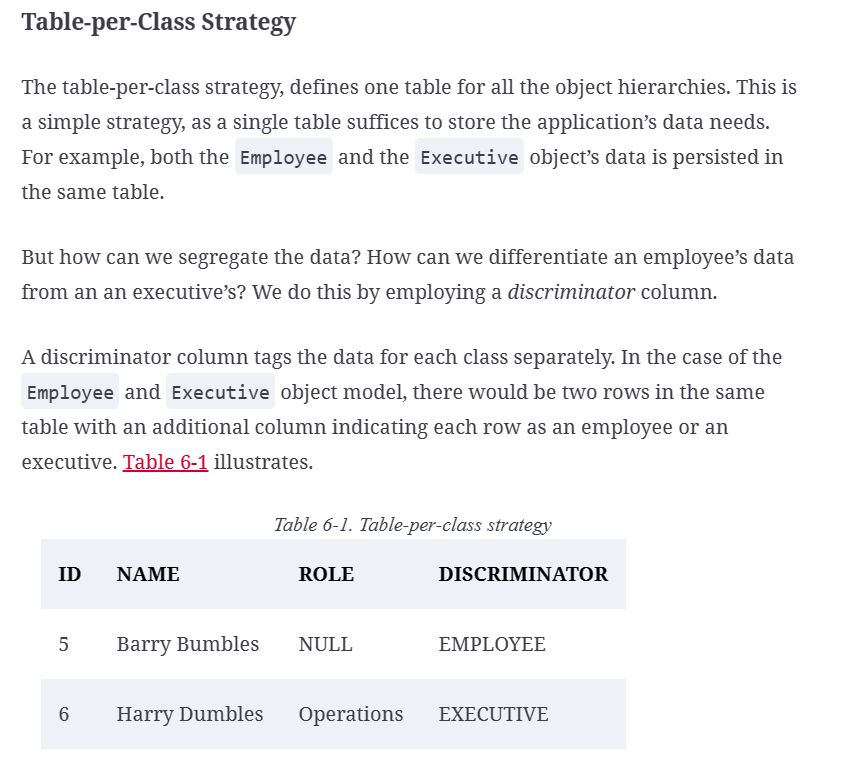 Table-per-Class Strategy
The table-per-class strategy, defines one table for all the object hierarchies. This is
a simple strategy, as a single table suffices to store the application’s data needs.
For example, both the Employee and the Executive object’s data is persisted in
the same table.
But how can we segregate the data? How can we differentiate an employee’s data
from an an executive’s? We do this by employing a discriminator column.
A discriminator column tags the data for each class separately. In the case of the
Employee and Executive object model, there would be two rows in the same
table with an additional column indicating each row as an employee or an
executive. Table 6-1 illustrates.
Table 6-1. Table-per-class strategy
ID NAME ROLE DISCRIMINATOR
5 Barry Bumbles NULL EMPLOYEE
6 Harry Dumbles Operations EXECUTIVE